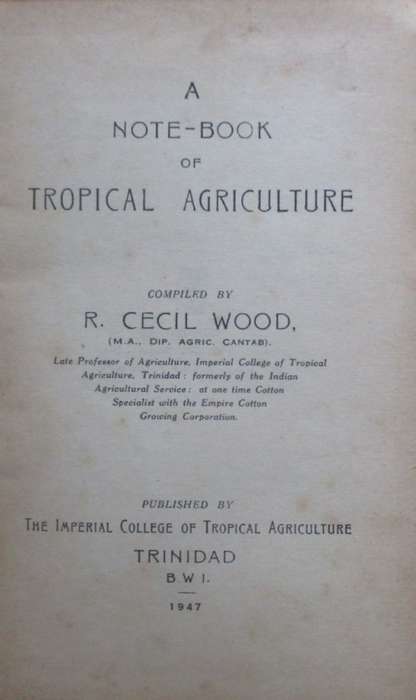 A
NOTE-BOOK
OF
TROPICAL AGRICULTURE
COMPILED BY
R. CECIL WOOD,
(M.A., DIP. AGRIC. CANTAB).
Late Professor of Agriculture, Imperial College of Tropical
Agriculture, Trinidad: formerly of the Indian
Agricultural Service: at one time Cotton
Specialist with the Empire Cotton
Growing Corporation.
PUBLISHED BY
THE IMPERIAL COLLEGE OF TROPICAL AGRICULTURE
TRINIDAD
B W I.
1947